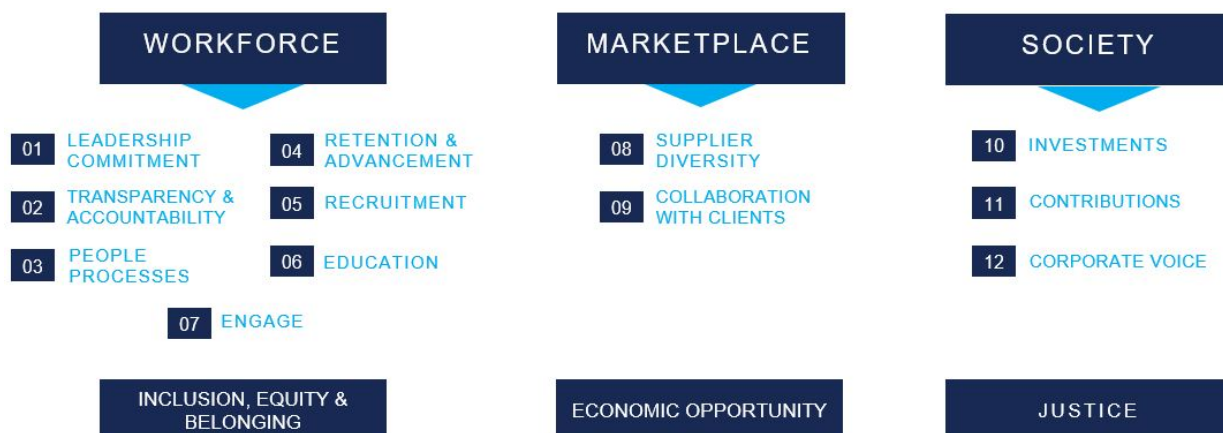 WORKFORCE
01 LEADERSHIP
COMMITMENT
02 TRANSPARENCY &
ACCOUNTABILITY
03 PEOPLE
PROCESSES
04 RETENTION &
ADVANCEMENT
05 RECRUITMENT
06 EDUCATION
07 ENGAGE
INCLUSION, EQUITY &
BELONGING
MARKETPLACE
08 SUPPLIER
DIVERSITY
09 COLLABORATION
WITH CLIENTS
ECONOMIC OPPORTUNITY
SOCIETY
10 INVESTMENTS
11 CONTRIBUTIONS
12 CORPORATE VOICE
JUSTICE